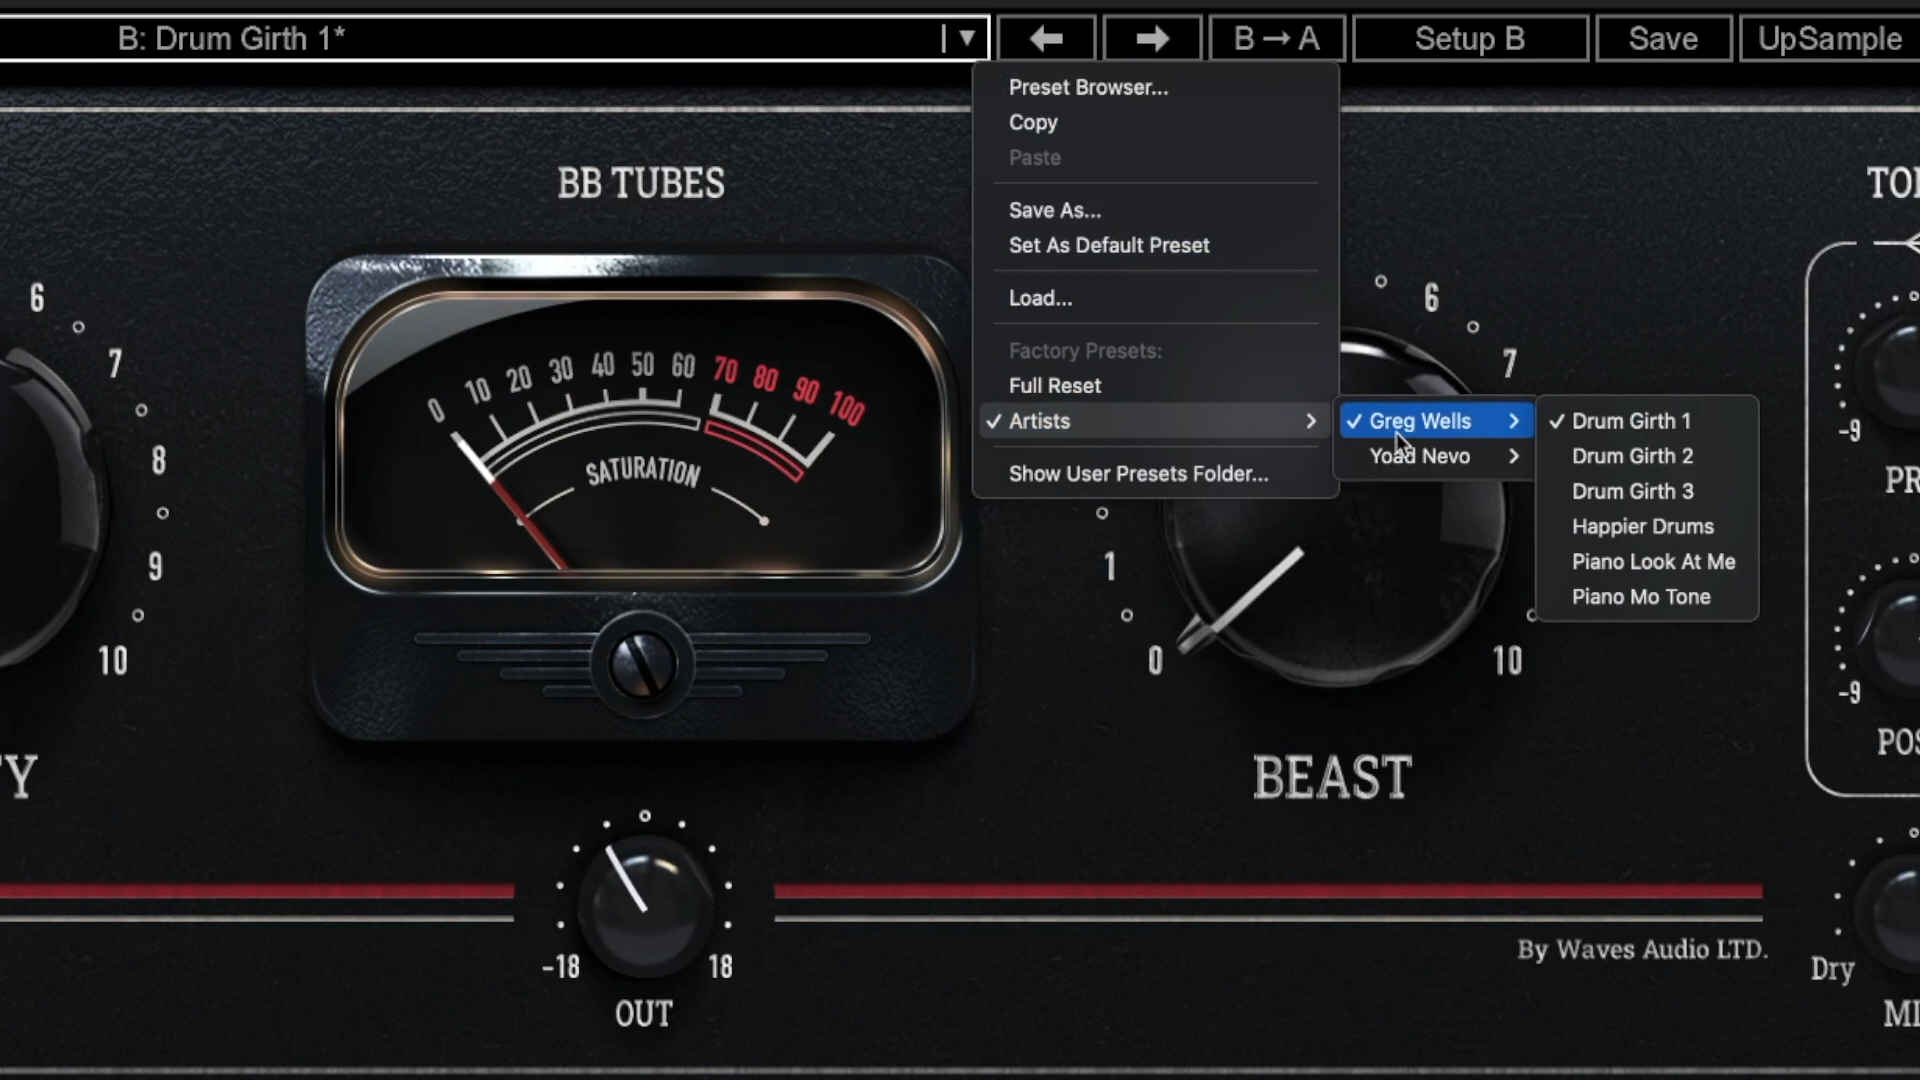 B: Drum Girth 1*
B → A
Setup B
Save
UpSample
Preset Browser...
Copy
Paste
Save As...
Set As Default Preset
Load...
Factory Presets:
Full Reset
Artists
Show User Presets Folder...
Greg Wells
Yoad Nevo
Drum Girth 1
Drum Girth 2
Drum Girth 3
Happier Drums
Piano Look At Me
Piano Mo Tone
BB TUBES
6
7
8
9
10
0 10 20 30 40 50 60 70 80 90 100
SATURATION
6
7
1
0
10
BEAST
-9
-9
-18
18
OUT
By Waves Audio LTD.
Dry